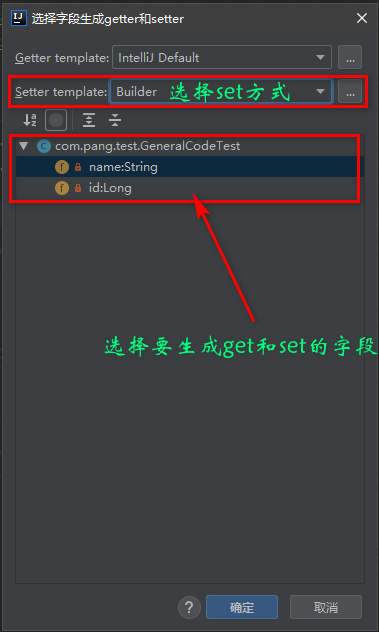 选择字段生成getter和setter
Getter template: IntelliJ Default ...
Setter template: Builder 选择set方式 ...
com.pang.test.GeneralCodeTest
name:String
id:Long
选择要生成get和set的字段
? 确定 取消